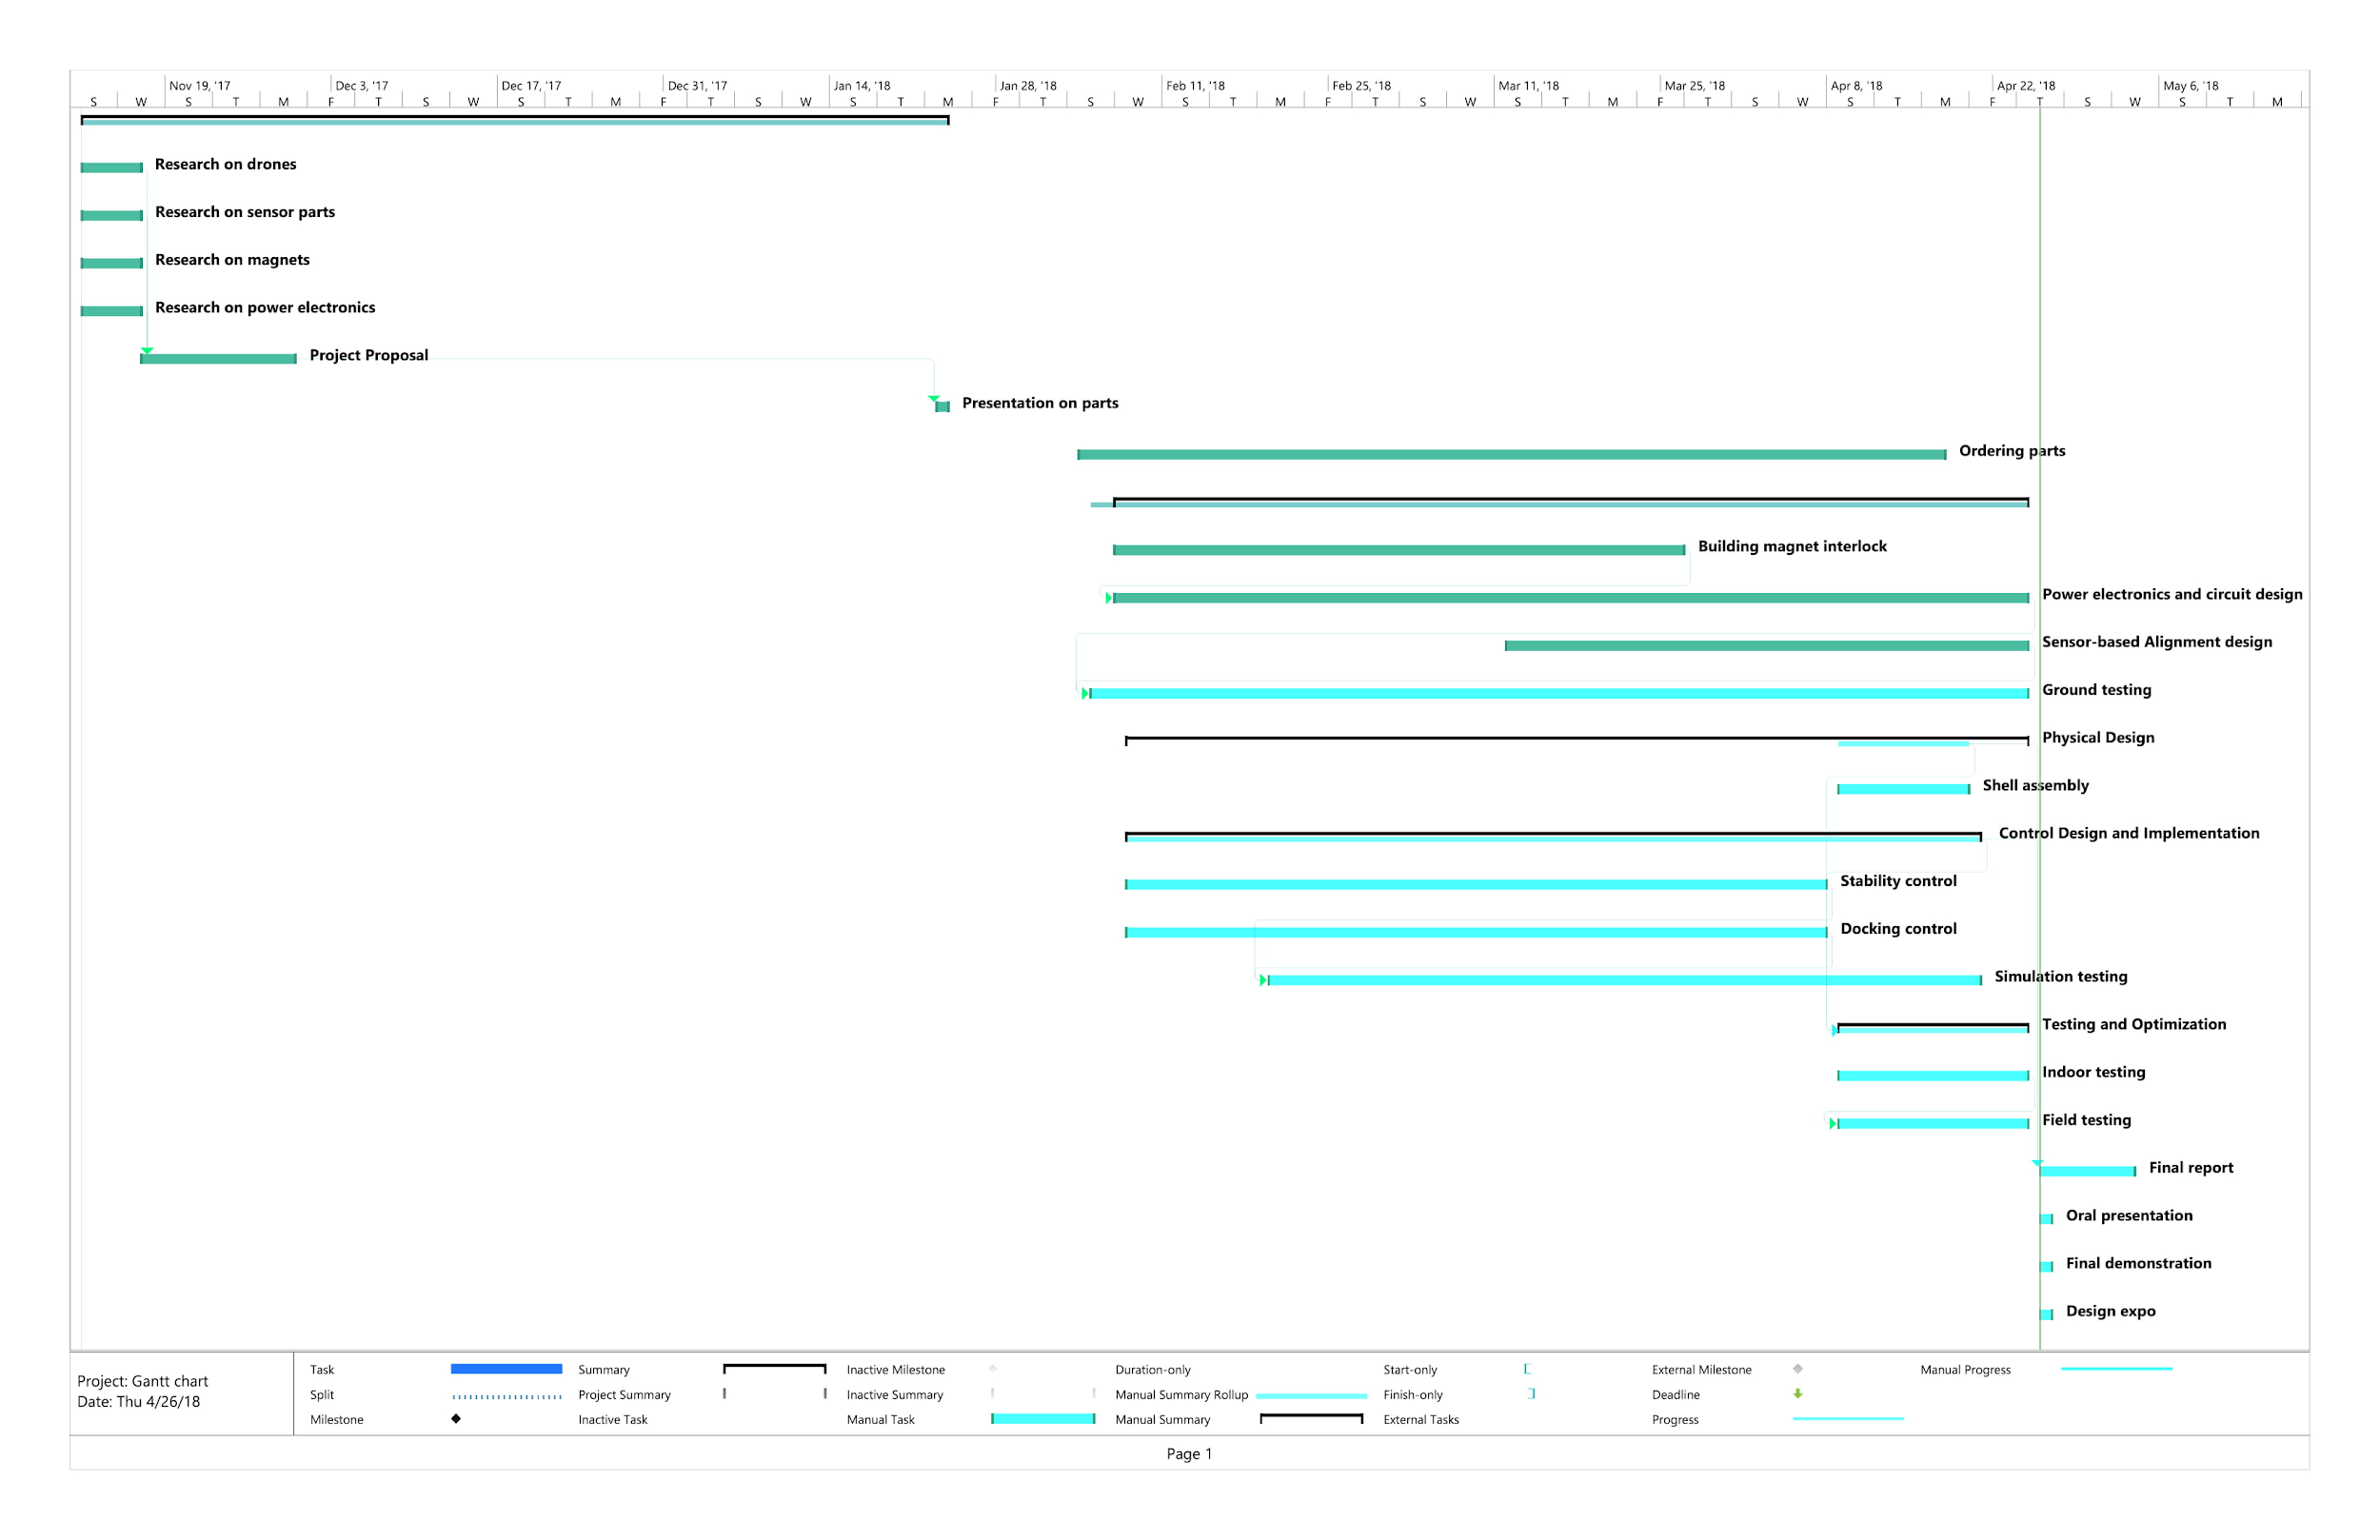 Nov 19, '17 Dec 3, '17 Dec 17, '17 Dec 31, '17 Jan 14, '18 Jan 28, '18 Feb 11, '18 Feb 25, '18 Mar 11, '18 Mar 25, '18 Apr 8, '18 Apr 22, '18 May 6, '18
S W S T M F T S W S T M F T S W S T M F T S W S T M F T S W S T M F T S W S T M F T S W S T M
Research on drones
Research on sensor parts
Research on magnets
Research on power electronics
Project Proposal
Presentation on parts
Ordering parts
Building magnet interlock
Power electronics and circuit design
Sensor-based Alignment design
Ground testing
Physical Design
Shell assembly
Control Design and Implementation
Stability control
Docking control
Simulation testing
Testing and Optimization
Indoor testing
Field testing
Final report
Oral presentation
Final demonstration
Design expo
Project: Gantt chart
Date: Thu 4/26/18
Task Summary Inactive Milestone Duration-only Start-only External Milestone Manual Progress
Split Project Summary Inactive Summary Manual Summary Rollup Finish-only Deadline
Milestone Inactive Task Manual Task Manual Summary External Tasks Progress
Page 1